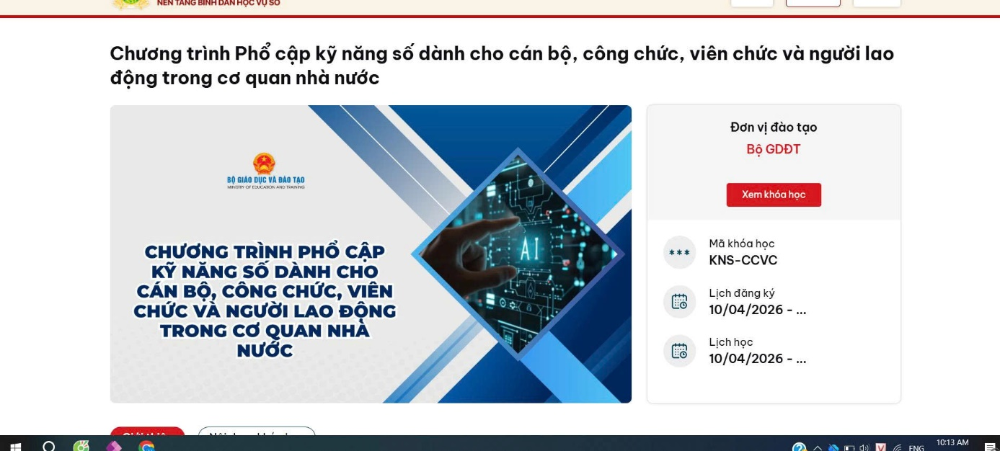 NỀN TẢNG BÌNH DÂN HỌC VỤ SỐ
Chương trình Phổ cập kỹ năng số dành cho cán bộ, công chức, viên chức và người lao
động trong cơ quan nhà nước
BỘ GIÁO DỤC VÀ ĐÀO TẠO
MINISTRY OF EDUCATION AND TRAINING
CHƯƠNG TRÌNH PHỔ CẬP
KỸ NĂNG SỐ DÀNH CHO
CÁN BỘ, CÔNG CHỨC, VIÊN
CHỨC VÀ NGƯỜI LAO ĐỘNG
TRONG CƠ QUAN NHÀ
NƯỚC
AI
Đơn vị đào tạo
Bộ GDĐT
Xem khóa học
Mã khóa học
KNS-CCVC
Lịch đăng ký
10/04/2026 - ...
Lịch học
10/04/2026 - ...
ENG
10:13 AM